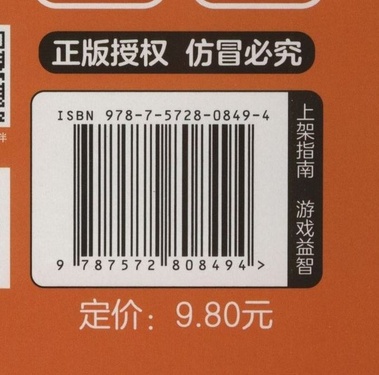 正版授权 仿冒必究
ISBN 978-7-5728-0849-4
9 787572 808494 >
上架指南 游戏益智
定价：9.80元
伴